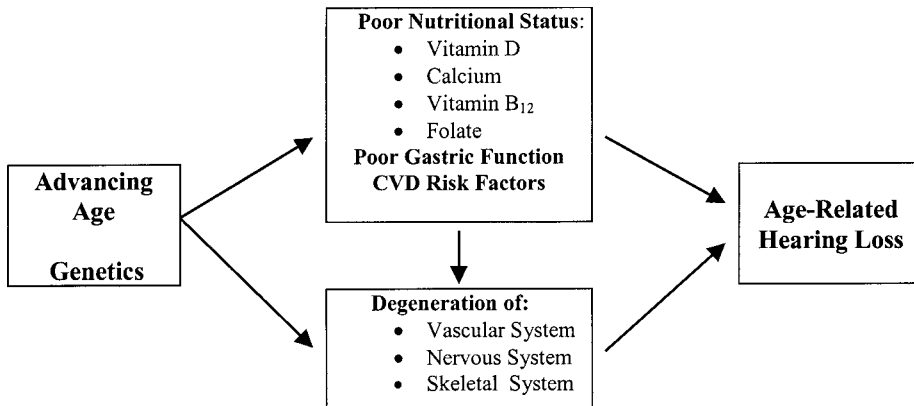 Poor Nutritional Status:
• Vitamin D
• Calcium
• Vitamin B₁₂
• Folate
Poor Gastric Function
CVD Risk Factors
Advancing
Age
Genetics
Age-Related
Hearing Loss
Degeneration of:
• Vascular System
• Nervous System
• Skeletal System